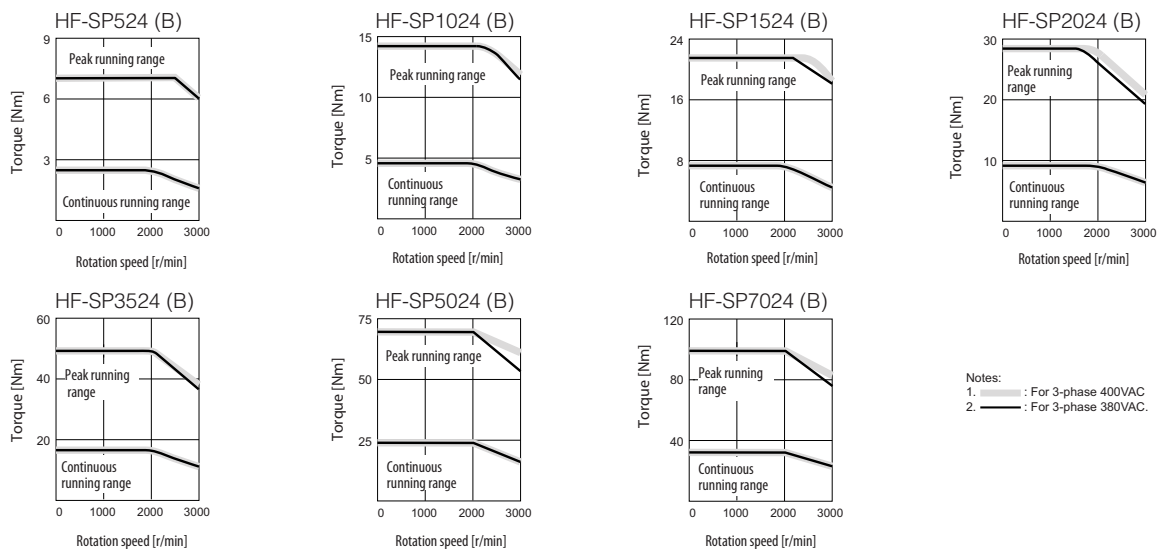 HF-SP524 (B)
9
6
3
Torque [Nm]
Peak running range
Continuous running range
0 1000 2000 3000
Rotation speed [r/min]
HF-SP1024 (B)
15
10
5
Torque [Nm]
Peak running range
Continuous
running range
0 1000 2000 3000
Rotation speed [r/min]
HF-SP1524 (B)
24
16
8
Torque [Nm]
Peak running range
Continuous
running range
0 1000 2000 3000
Rotation speed [r/min]
HF-SP2024 (B)
30
20
10
Torque [Nm]
Peak running
range
Continuous
running range
0 1000 2000 3000
Rotation speed [r/min]
HF-SP3524 (B)
60
40
20
Torque [Nm]
Peak running
range
Continuous
running range
0 1000 2000 3000
Rotation speed [r/min]
HF-SP5024 (B)
75
50
25
Torque [Nm]
Peak running range
Continuous
running range
0 1000 2000 3000
Rotation speed [r/min]
HF-SP7024 (B)
120
80
40
Torque [Nm]
Peak running
range
Continuous
running range
0 1000 2000 3000
Rotation speed [r/min]
Notes:
1. : For 3-phase 400VAC
2. : For 3-phase 380VAC.